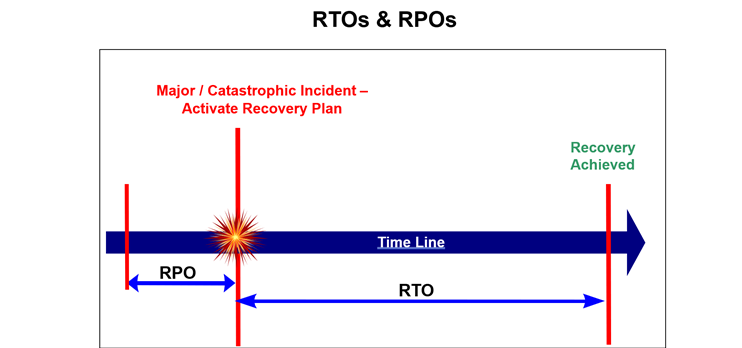 RTOs & RPOs
Major / Catastrophic Incident –
Activate Recovery Plan
Recovery
Achieved
Time Line
RPO
RTO